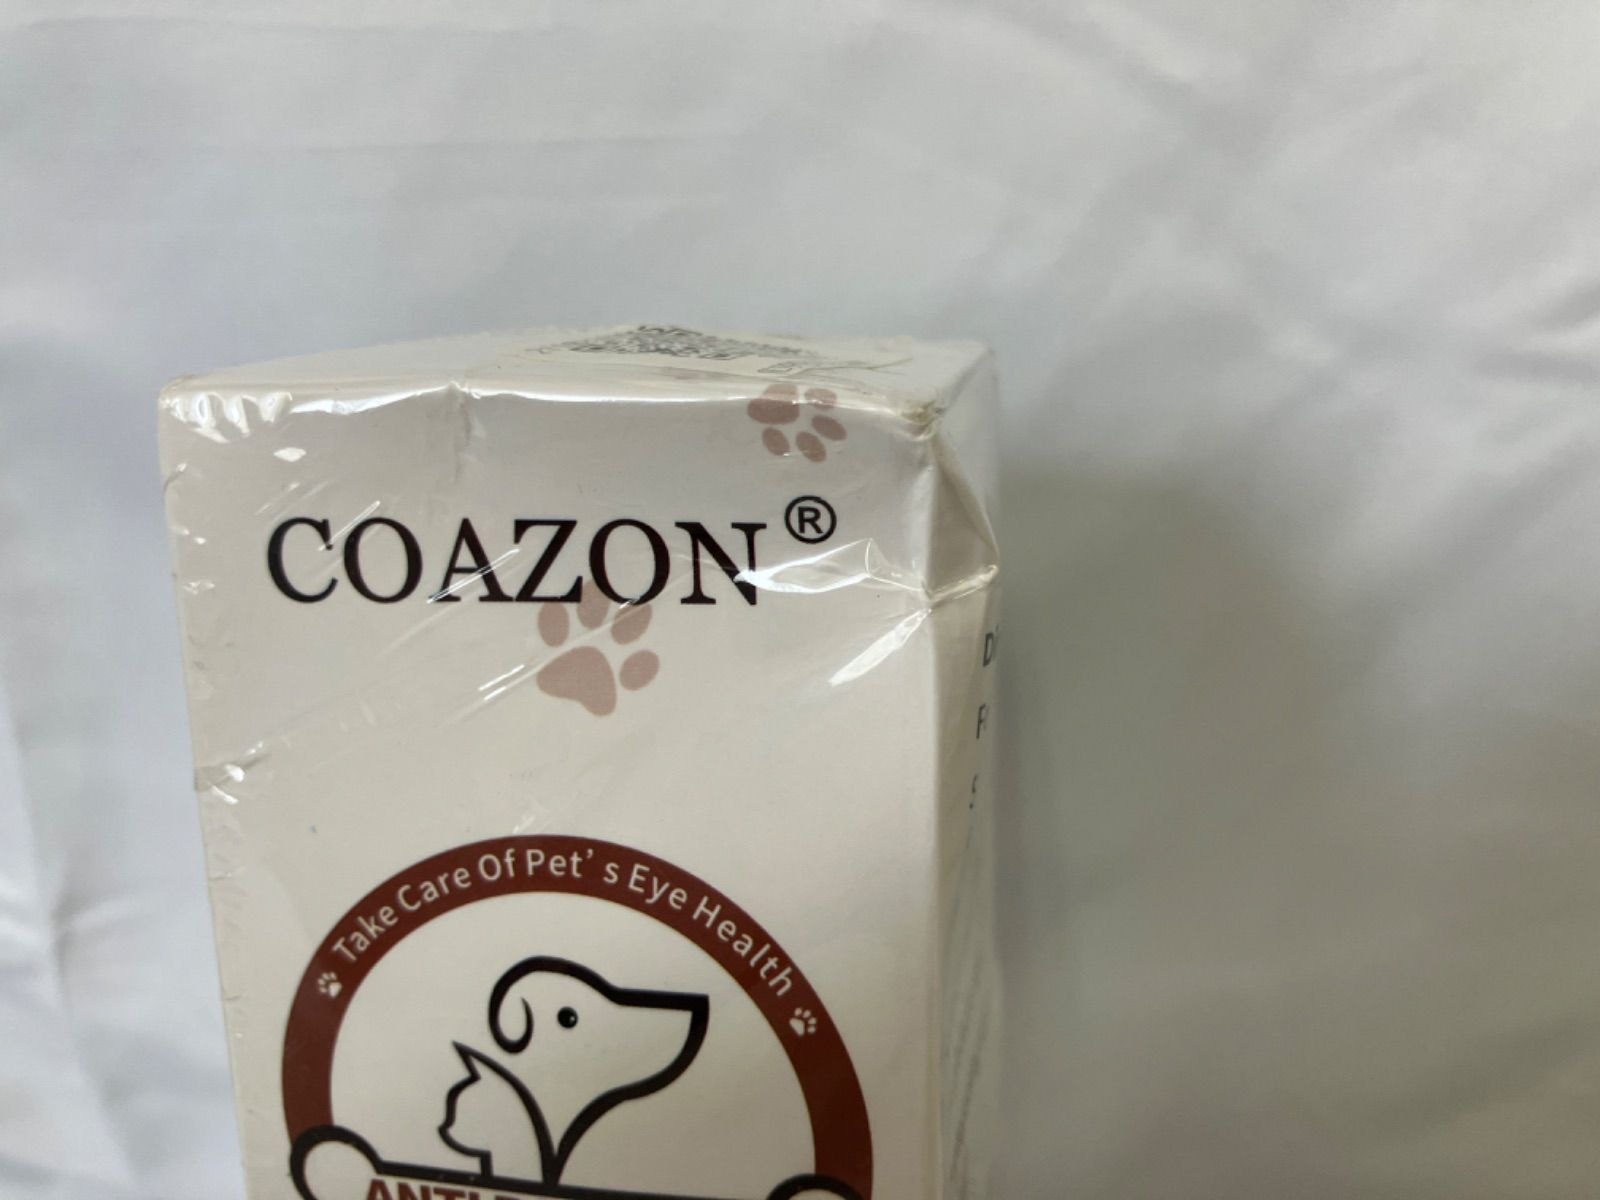 COAZON®
Take Care Of Pet's Eye Health